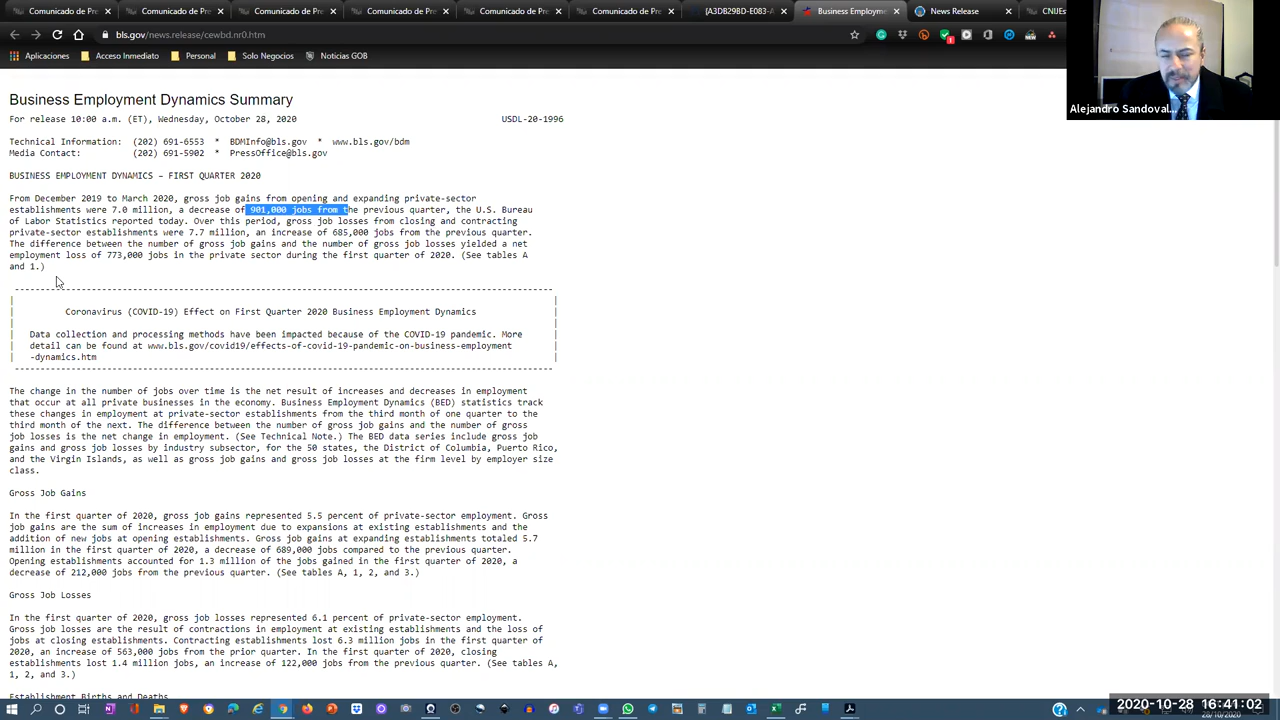 Comunicado de Pr
Comunicado de Pr
Comunicado de Pre
Comunicado de Pre
Comunicado de Pre
Comunicado de Pre
[A3DB29BD-E083-4
Business Employm
News Release
CNIJEs
bls.gov/news.release/cewbd.nr0.htm
Aplicaciones
Acceso Inmediato
Personal
Solo Negocios
Noticias GOB
Alejandro Sandoval...
Business Employment Dynamics Summary
For release 10:00 a.m. (ET), Wednesday, October 28, 2020 USDL-20-1996
Technical Information: (202) 691-6553 * BDMInfo@bls.gov * www.bls.gov/bdm
Media Contact: (202) 691-5902 * PressOffice@bls.gov
BUSINESS EMPLOYMENT DYNAMICS – FIRST QUARTER 2020
From December 2019 to March 2020, gross job gains from opening and expanding private-sector
establishments were 7.0 million, a decrease of 901,000 jobs from the previous quarter, the U.S. Bureau
of Labor Statistics reported today. Over this period, gross job losses from closing and contracting
private-sector establishments were 7.7 million, an increase of 685,000 jobs from the previous quarter.
The difference between the number of gross job gains and the number of gross job losses yielded a net
employment loss of 773,000 jobs in the private sector during the first quarter of 2020. (See tables A
and 1.)
Coronavirus (COVID-19) Effect on First Quarter 2020 Business Employment Dynamics
Data collection and processing methods have been impacted because of the COVID-19 pandemic. More
detail can be found at www.bls.gov/covid19/effects-of-covid-19-pandemic-on-business-employment
-dynamics.htm
The change in the number of jobs over time is the net result of increases and decreases in employment
that occur at all private businesses in the economy. Business Employment Dynamics (BED) statistics track
these changes in employment at private-sector establishments from the third month of one quarter to the
third month of the next. The difference between the number of gross job gains and the number of gross
job losses is the net change in employment. (See Technical Note.) The BED data series include gross job
gains and gross job losses by industry subsector, for the 50 states, the District of Columbia, Puerto Rico,
and the Virgin Islands, as well as gross job gains and gross job losses at the firm level by employer size
class.
Gross Job Gains
In the first quarter of 2020, gross job gains represented 5.5 percent of private-sector employment. Gross
job gains are the sum of increases in employment due to expansions at existing establishments and the
addition of new jobs at opening establishments. Gross job gains at expanding establishments totaled 5.7
million in the first quarter of 2020, a decrease of 689,000 jobs compared to the previous quarter.
Opening establishments accounted for 1.3 million of the jobs gained in the first quarter of 2020, a
decrease of 212,000 jobs from the previous quarter. (See tables A, 1, 2, and 3.)
Gross Job Losses
In the first quarter of 2020, gross job losses represented 6.1 percent of private-sector employment.
Gross job losses are the result of contractions in employment at existing establishments and the loss of
jobs at closing establishments. Contracting establishments lost 6.3 million jobs in the first quarter of
2020, an increase of 563,000 jobs from the prior quarter. In the first quarter of 2020, closing
establishments lost 1.4 million jobs, an increase of 122,000 jobs from the previous quarter. (See tables A,
1, 2, and 3.)
Establishment Births and Deaths
2020-10-28 16:41:02